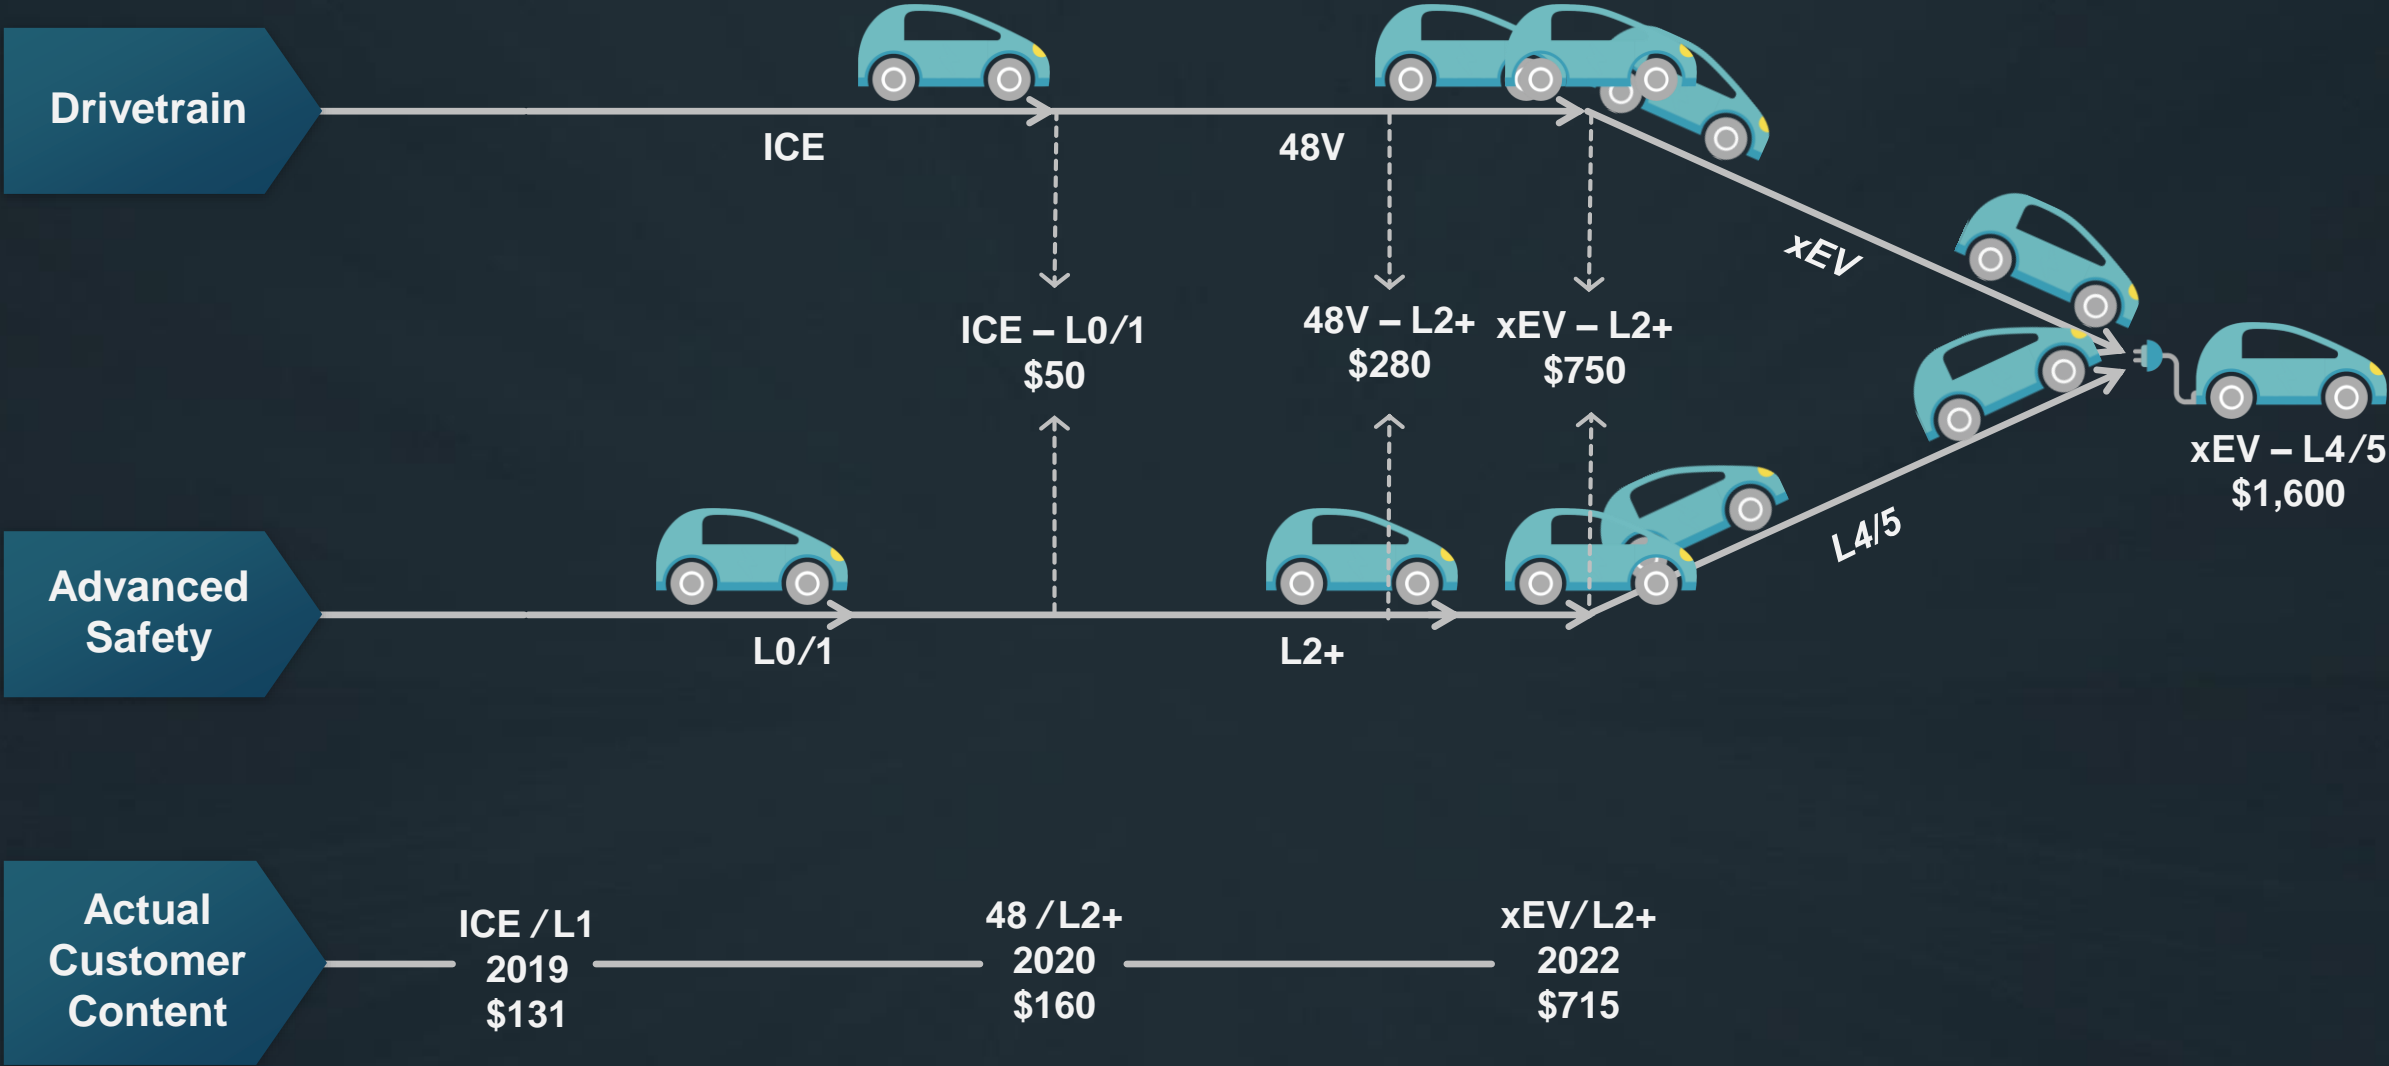 Drivetrain
ICE
48V
xEV
ICE – L0/1
$50
48V – L2+
$280
xEV – L2+
$750
xEV – L4/5
$1,600
Advanced
Safety
L0/1
L2+
L4/5
Actual
Customer
Content
ICE / L1
2019
$131
48 / L2+
2020
$160
xEV/L2+
2022
$715